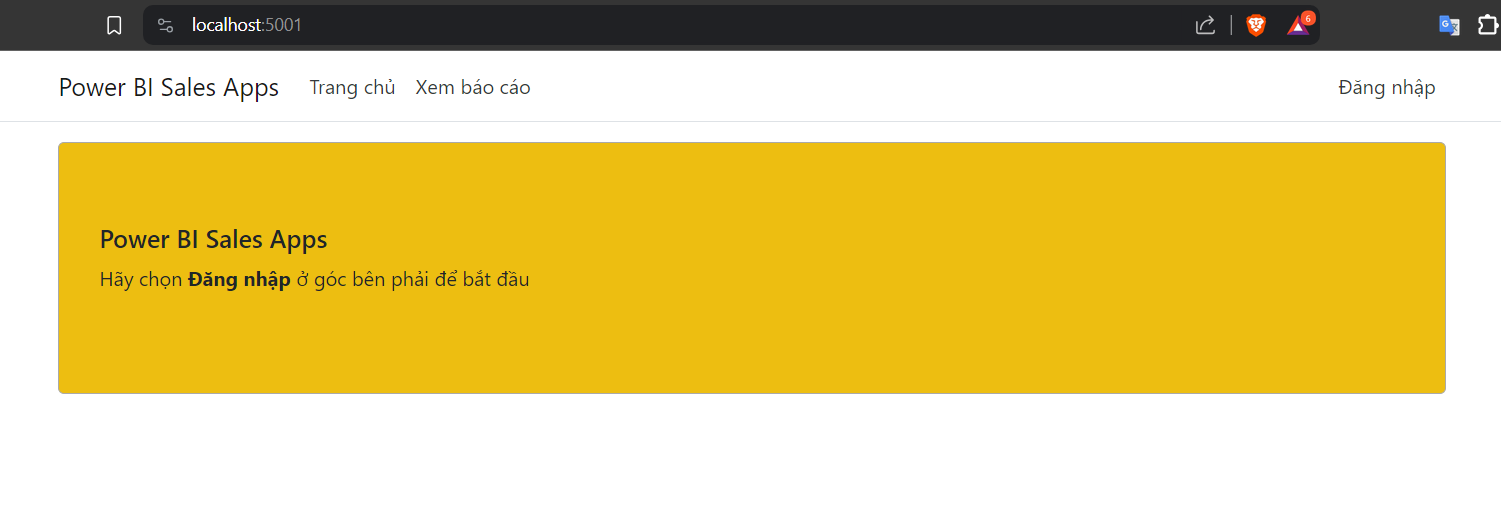 localhost:5001
6
Power BI Sales Apps Trang chủ Xem báo cáo Đăng nhập
Power BI Sales Apps
Hãy chọn Đăng nhập ở góc bên phải để bắt đầu